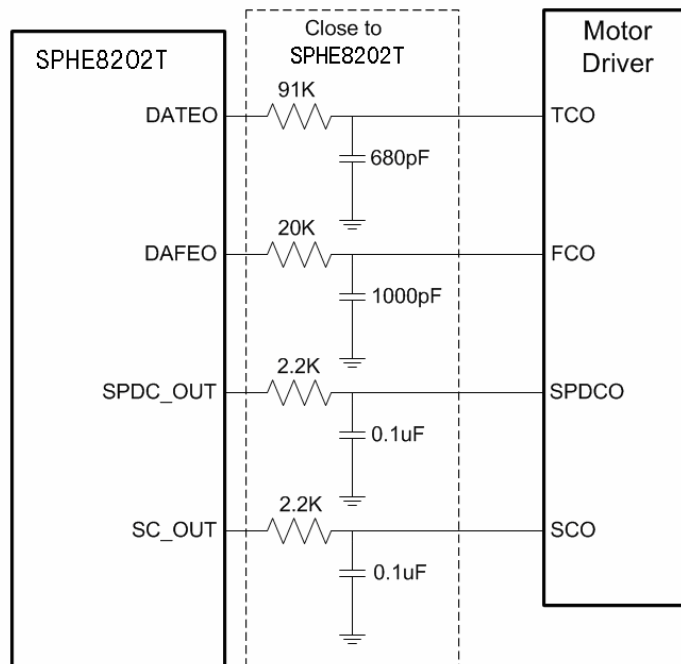 Close to
SPHE8202T
SPHE8202T
Motor
Driver
91K
DATEO
TCO
680pF
20K
DAFEO
FCO
1000pF
2.2K
SPDC_OUT
SPDCO
0.1uF
2.2K
SC_OUT
SCO
0.1uF